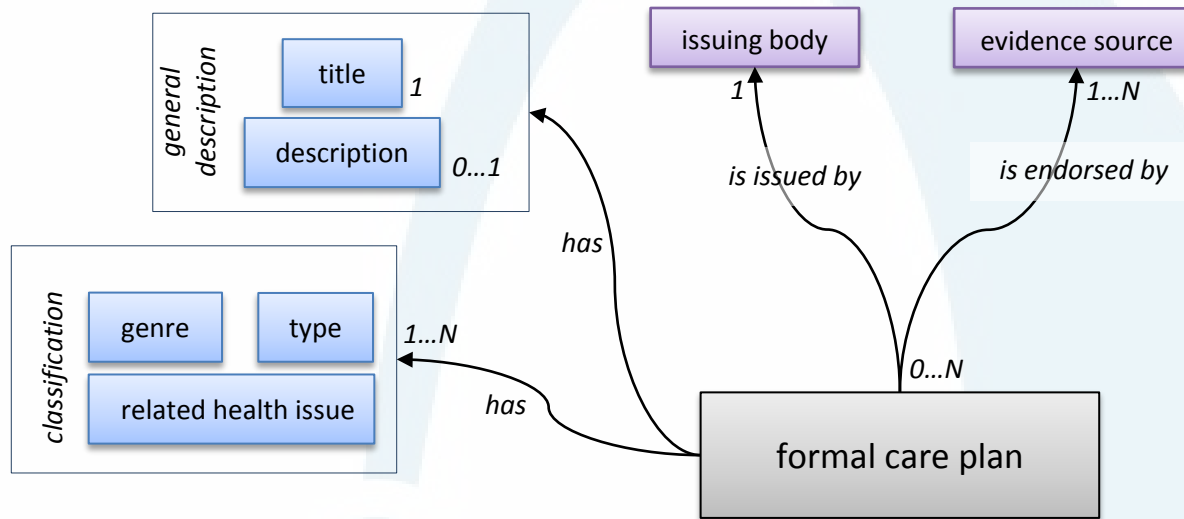 general
description
title
1
description
0...1
issuing body
1
evidence source
1...N
is issued by
is endorsed by
has
classification
genre
type
1...N
related health issue
has
0...N
formal care plan